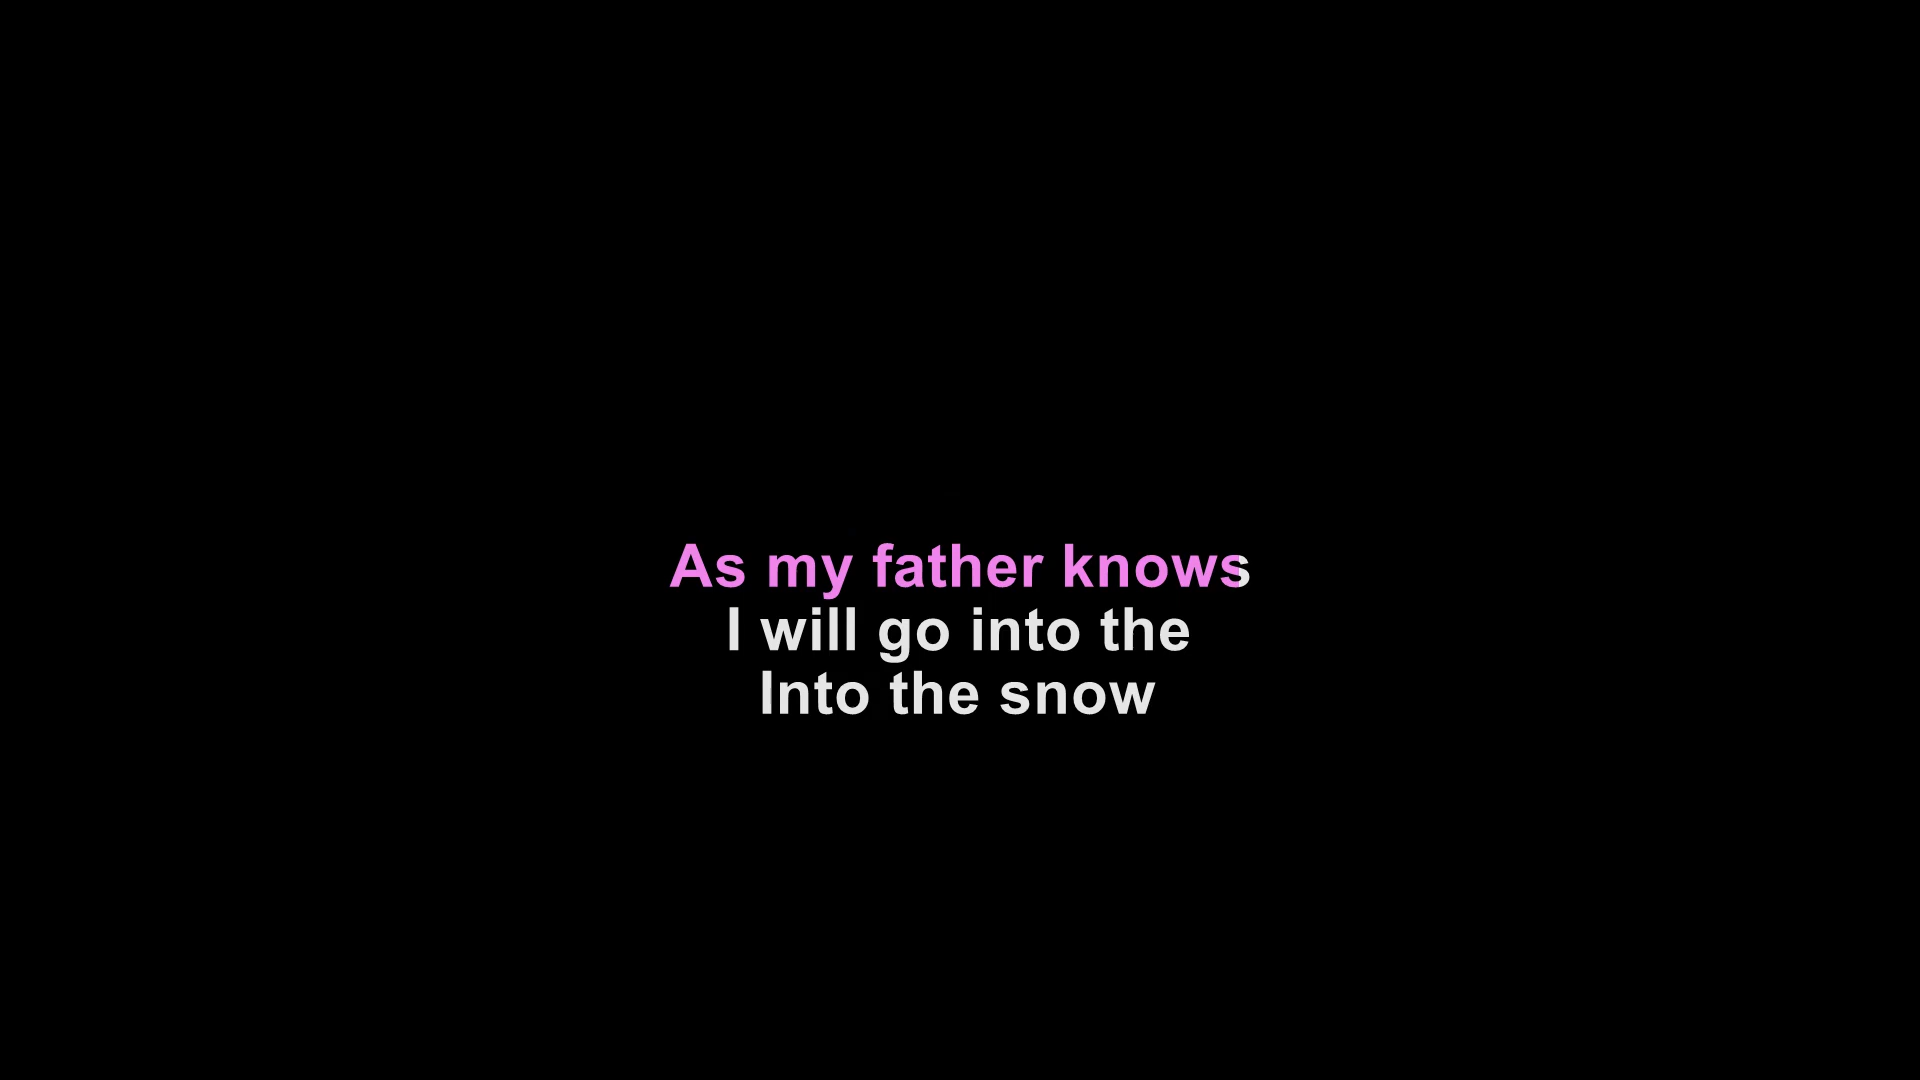 As my father knows
I will go into the
Into the snow